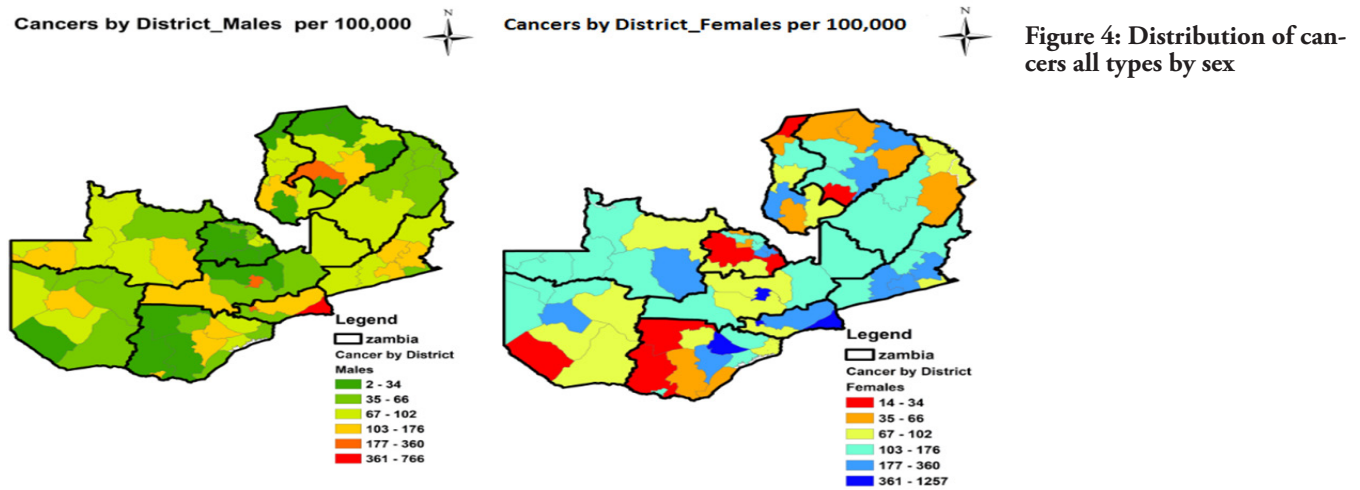 Cancers by District_Males per 100,000
Cancers by District_Females per 100,000
Figure 4: Distribution of can-
cers all types by sex
Legend
zambia
Cancer by District
Males
2 - 34
35 - 66
67 - 102
103 - 176
177 - 360
361 - 766
Legend
zambia
Cancer by District
Females
14 - 34
35 - 66
67 - 102
103 - 176
177 - 360
361 - 1257